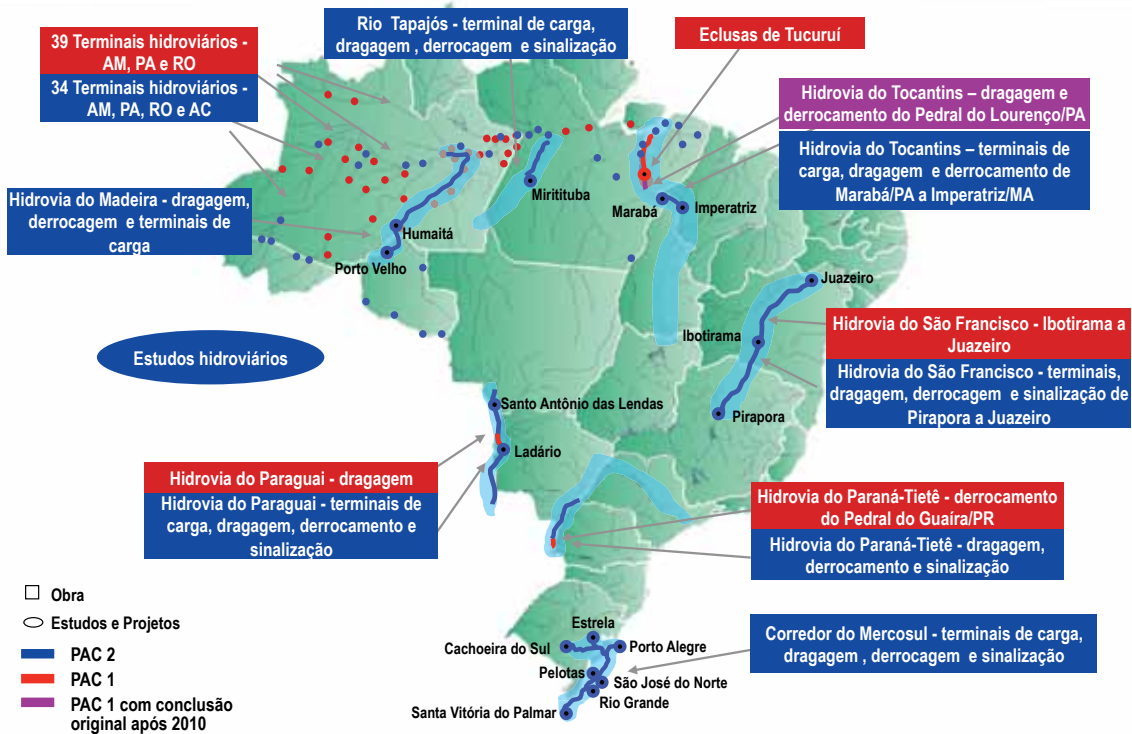 Rio Tapajós - terminal de carga,
dragagem , derrocagem e sinalização
Eclusas de Tucuruí
39 Terminais hidroviários -
AM, PA e RO
34 Terminais hidroviários -
AM, PA, RO e AC
Hidrovia do Tocantins – dragagem e
derrocamento do Pedral do Lourenço/PA
Hidrovia do Tocantins – terminais de
carga, dragagem e derrocamento de
Marabá/PA a Imperatriz/MA
Hidrovia do Madeira - dragagem,
derrocagem e terminais de
carga
Miritituba
Marabá
Imperatriz
Humaitá
Porto Velho
Juazeiro
Ibotirama
Pirapora
Estudos hidroviários
Hidrovia do São Francisco - Ibotirama a
Juazeiro
Hidrovia do São Francisco - terminais,
dragagem, derrocagem e sinalização de
Pirapora a Juazeiro
Santo Antônio das Lendas
Ladário
Hidrovia do Paraguai - dragagem
Hidrovia do Paraguai - terminais de
carga, dragagem, derrocamento e
sinalização
Hidrovia do Paraná-Tietê - derrocamento
do Pedral do Guaíra/PR
Hidrovia do Paraná-Tietê - dragagem,
derrocamento e sinalização
Obra
Estudos e Projetos
PAC 2
PAC 1
PAC 1 com conclusão
original após 2010
Estrela
Cachoeira do Sul
Porto Alegre
Pelotas
São José do Norte
Rio Grande
Santa Vitória do Palmar
Corredor do Mercosul - terminais de carga,
dragagem , derrocagem e sinalização